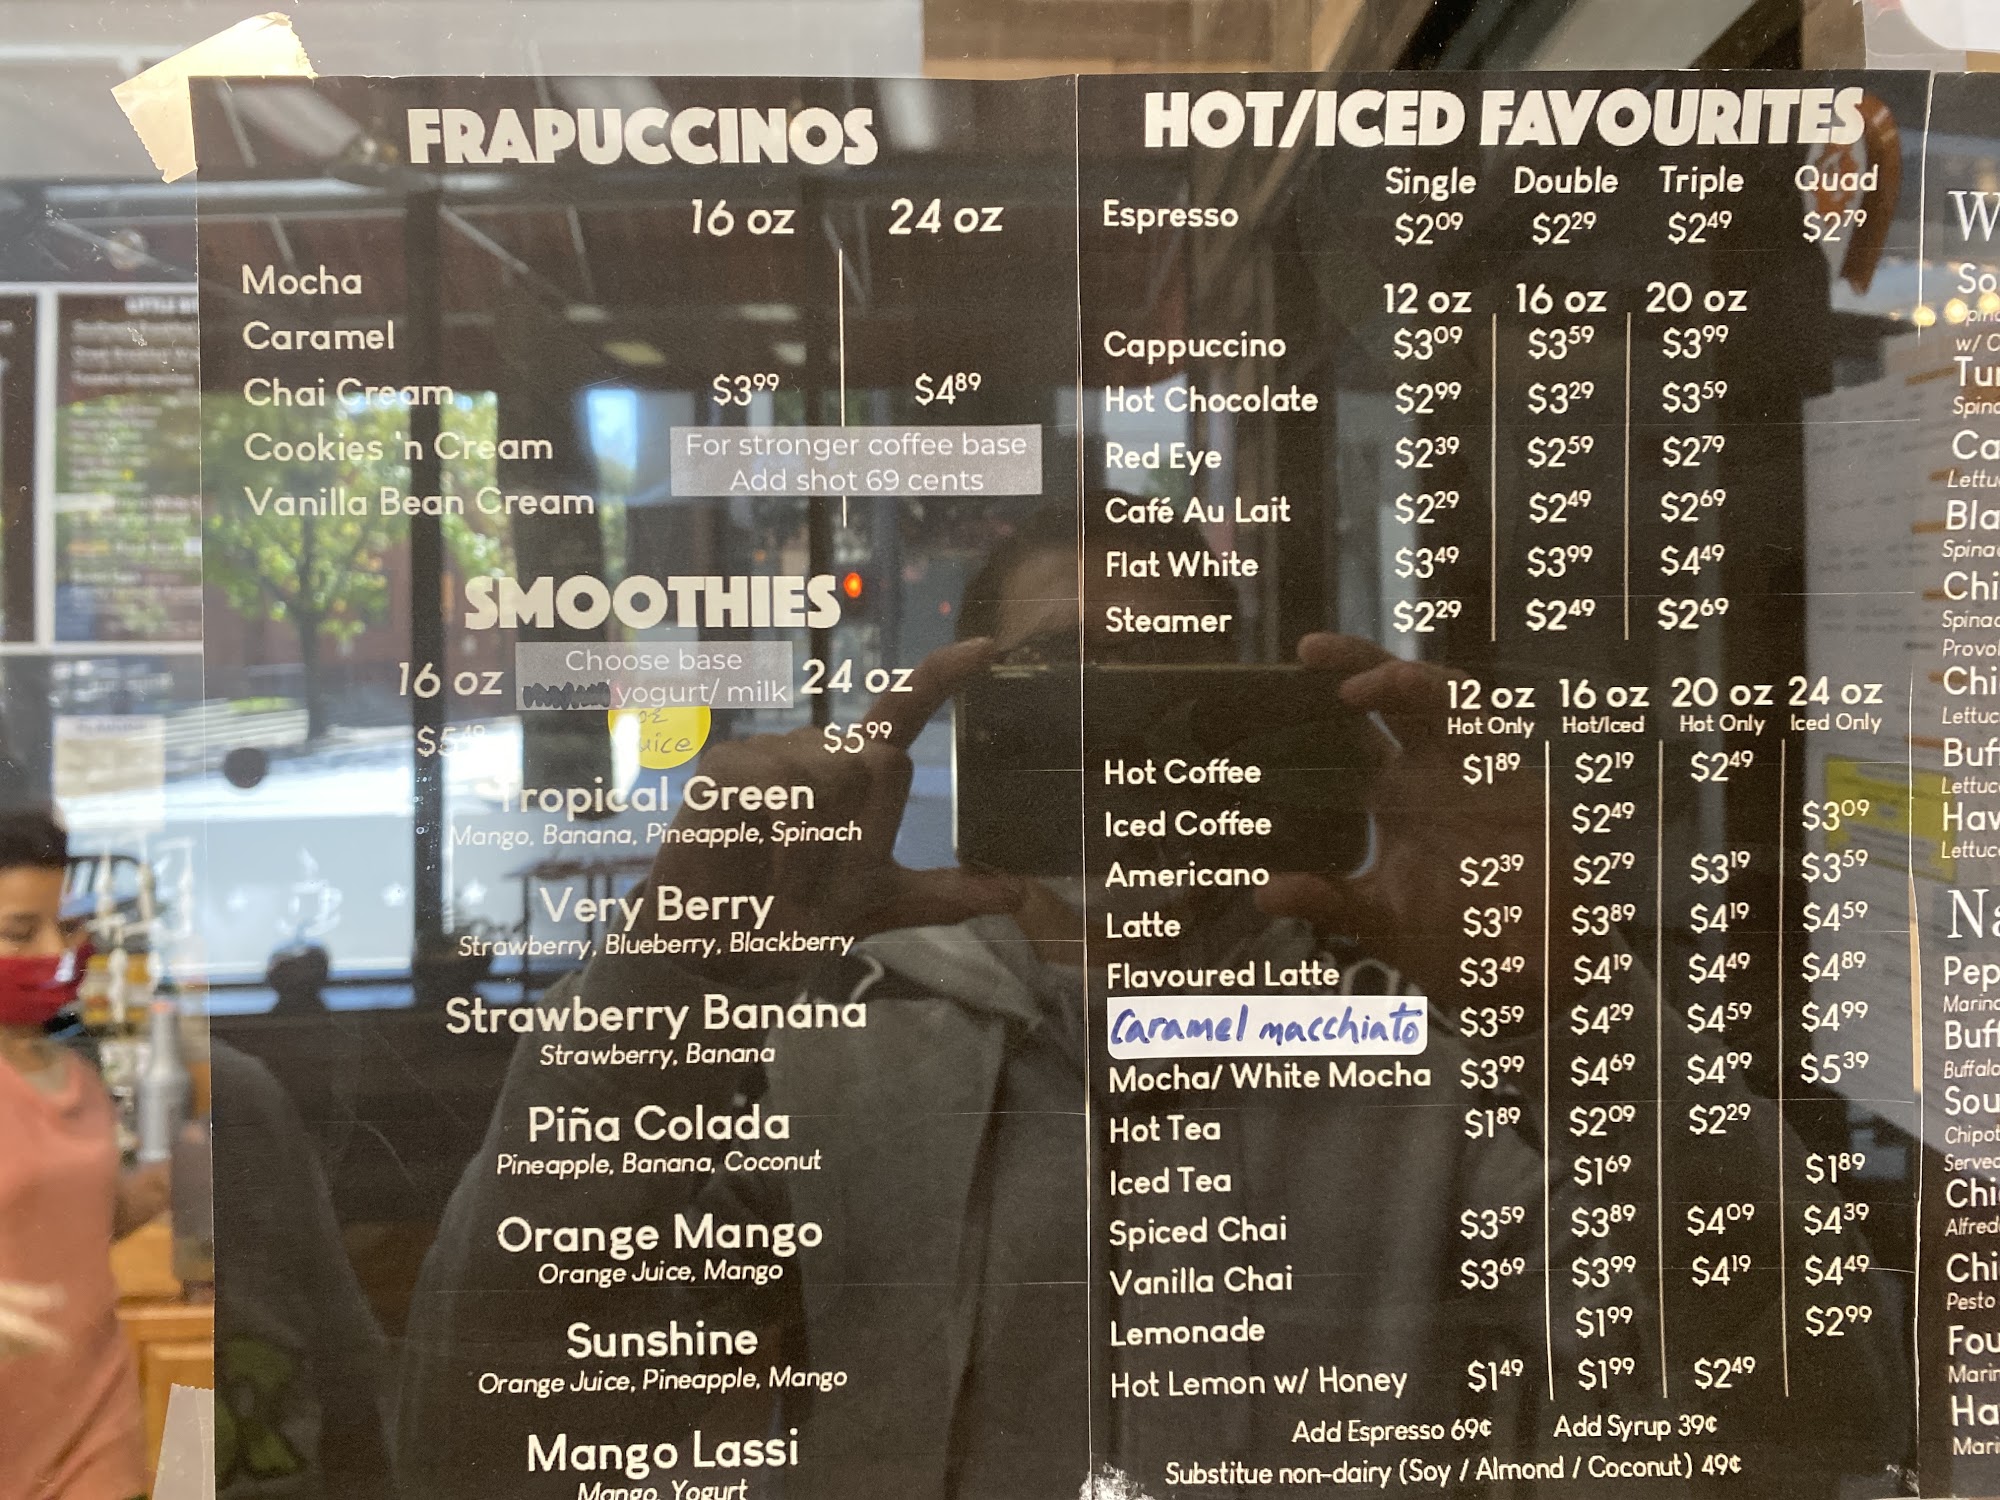 FRAPUCCINOS
16 oz 24 oz
Mocha
Caramel
Chai Cream $3.99 $4.89
Cookies 'n Cream
Vanilla Bean Cream
For stronger coffee base
Add shot 69 cents
SMOOTHIES
16 oz 24 oz
Choose base
yogurt/ milk
oz
$5.49 $5.99
Tropical Green
Mango, Banana, Pineapple, Spinach
Very Berry
Strawberry, Blueberry, Blackberry
Strawberry Banana
Strawberry, Banana
Piña Colada
Pineapple, Banana, Coconut
Orange Mango
Orange Juice, Mango
Sunshine
Orange Juice, Pineapple, Mango
Mango Lassi
Mango, Yogurt
HOT/ICED FAVOURITES
Single Double Triple Quad
Espresso $2.09 $2.29 $2.49 $2.79
12 oz 16 oz 20 oz
Cappuccino $3.09 $3.59 $3.99
Hot Chocolate $2.99 $3.29 $3.59
Red Eye $2.39 $2.59 $2.79
Café Au Lait $2.29 $2.49 $2.69
Flat White $3.49 $3.99 $4.49
Steamer $2.29 $2.49 $2.69
12 oz 16 oz 20 oz 24 oz
Hot Only Hot/Iced Hot Only Iced Only
Hot Coffee $1.89 $2.19 $2.49
Iced Coffee $2.49 $3.09
Americano $2.39 $2.79 $3.19 $3.59
Latte $3.19 $3.89 $4.19 $4.59
Flavoured Latte $3.49 $4.19 $4.49 $4.89
Caramel macchiato $3.59 $4.29 $4.59 $4.99
Mocha/ White Mocha $3.99 $4.69 $4.99 $5.39
Hot Tea $1.89 $2.09 $2.29
Iced Tea $1.69 $1.89
Spiced Chai $3.59 $3.89 $4.09 $4.39
Vanilla Chai $3.69 $3.99 $4.19 $4.49
Lemonade $1.99 $2.99
Hot Lemon w/ Honey $1.49 $1.99 $2.49
Add Espresso 69¢ Add Syrup 39¢
Substitue non-dairy (Soy / Almond / Coconut) 49¢